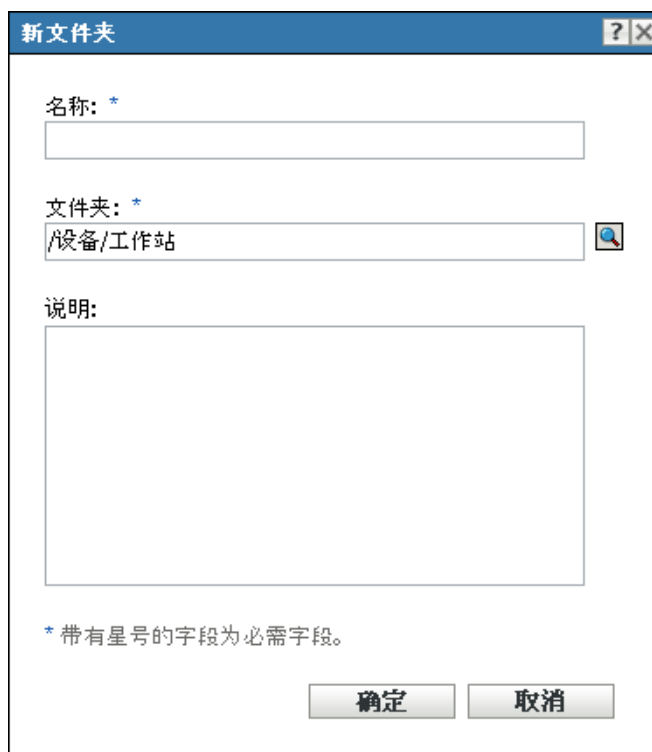 新文件夹
名称: *
文件夹: *
/设备/工作站
说明:
* 带有星号的字段为必需字段。
确定 取消